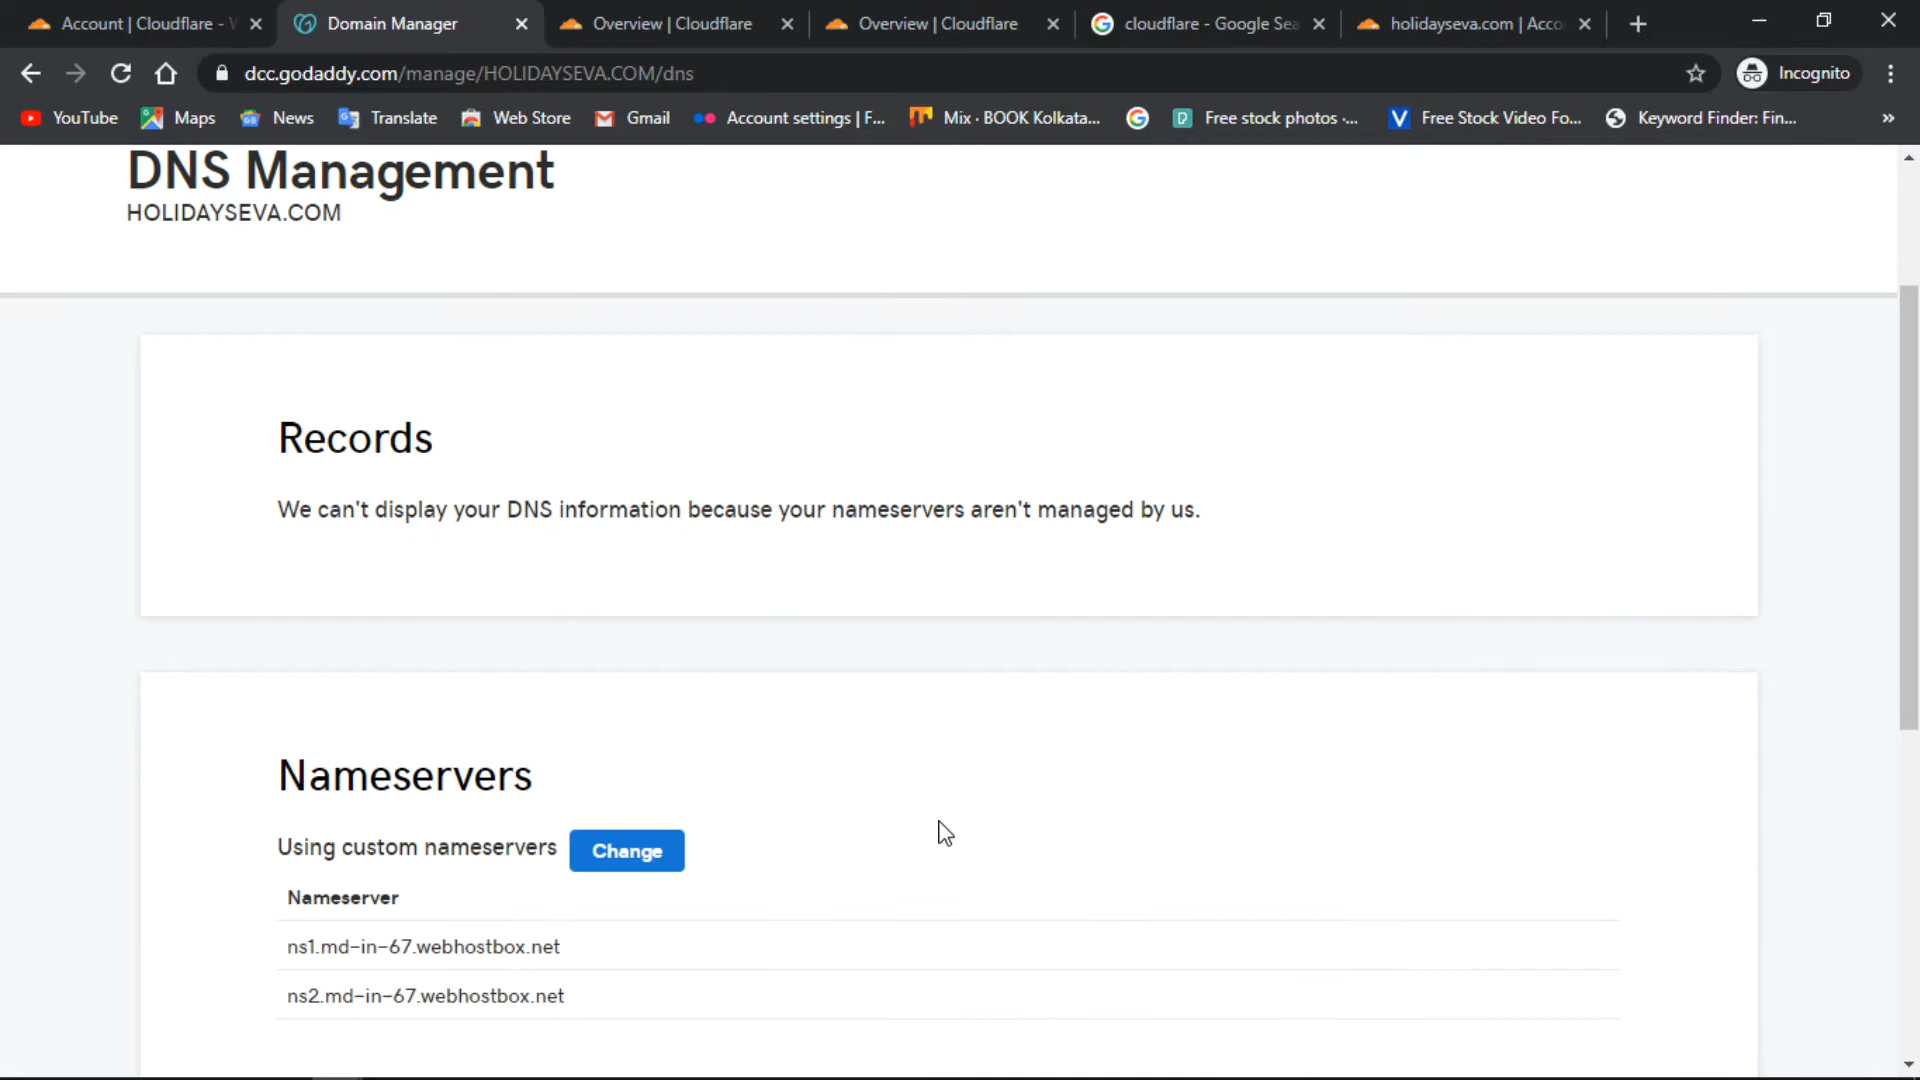 Account | Cloudflare -
Domain Manager
Overview | Cloudflare
Overview | Cloudflare
cloudflare - Google Sea
holidayseva.com | Acco
dcc.godaddy.com/manage/HOLIDAYSEVA.COM/dns
Incognito
YouTube
Maps
News
Translate
Web Store
Gmail
Account settings | F...
Mix · BOOK Kolkata...
Free stock photos ·...
Free Stock Video Fo...
Keyword Finder: Fin...
»
DNS Management
HOLIDAYSEVA.COM
Records
We can't display your DNS information because your nameservers aren't managed by us.
Nameservers
Using custom nameservers Change
Nameserver
ns1.md-in-67.webhostbox.net
ns2.md-in-67.webhostbox.net